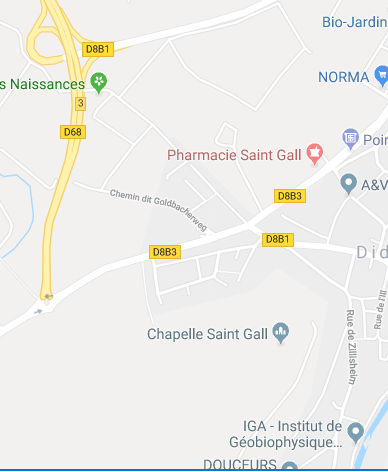 Bio-Jardin
D8B1
NORMA
s Naissances
3
D68
Poin
Pharmacie Saint Gall
A&V
Chemin dit Goldbacherweg
D8B3
D8B1
D8B3
Did
Rue de l'Ill
Rue de Zillisheim
Chapelle Saint Gall
IGA - Institut de
Géobiophysique...
DOUCEURS